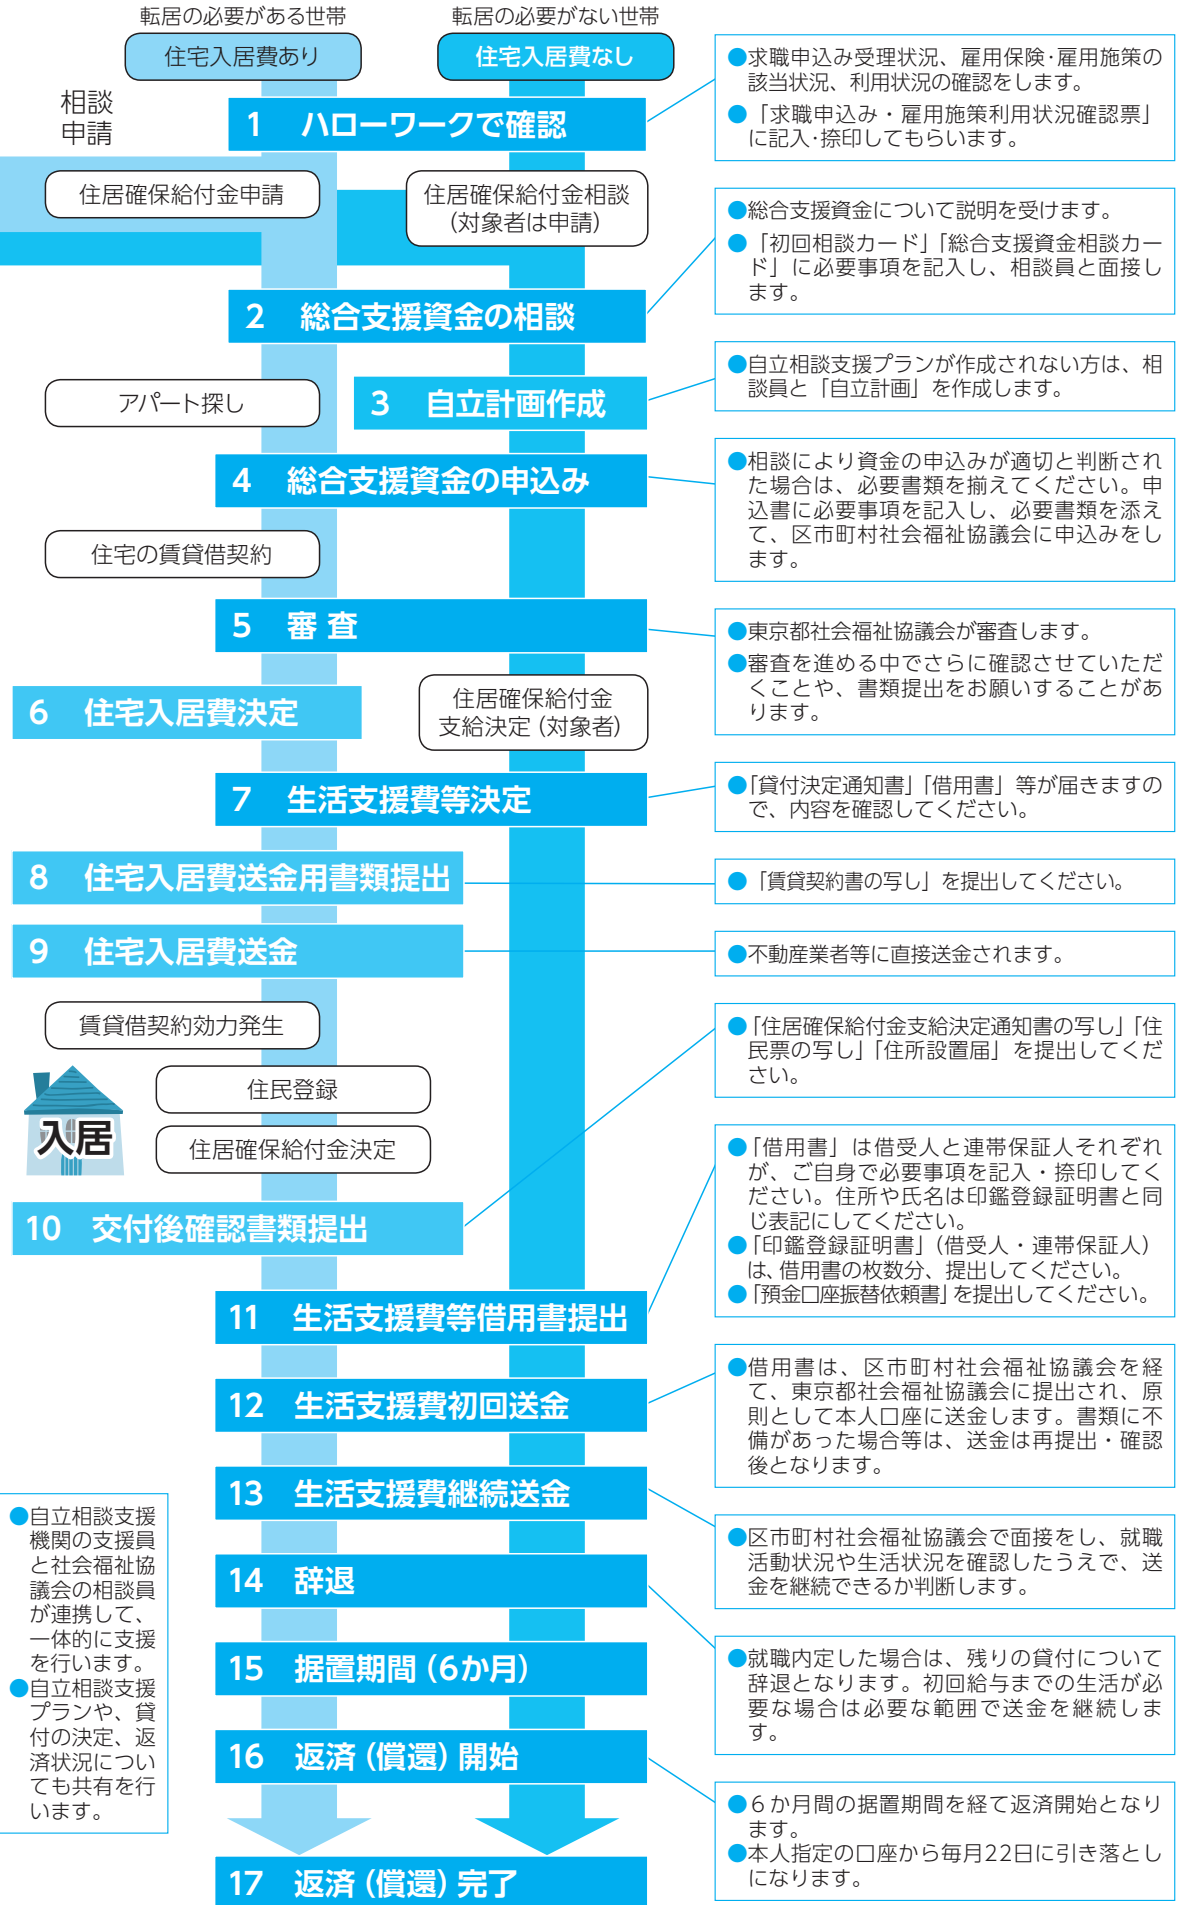 転居の必要がある世帯
転居の必要がない世帯
住宅入居費あり
住宅入居費なし
相談
申請
1 ハローワークで確認
●求職申込み受理状況、雇用保険・雇用施策の
該当状況、利用状況の確認をします。
●「求職申込み・雇用施策利用状況確認票」
に記入・捺印してもらいます。
住居確保給付金申請
住居確保給付金相談
(対象者は申請)
●総合支援資金について説明を受けます。
●「初回相談カード」「総合支援資金相談カー
ド」に必要事項を記入し、相談員と面接し
ます。
2 総合支援資金の相談
●自立相談支援プランが作成されない方は、相
談員と「自立計画」を作成します。
アパート探し
3 自立計画作成
4 総合支援資金の申込み
●相談により資金の申込みが適切と判断され
た場合は、必要書類を揃えてください。申
込書に必要事項を記入し、必要書類を添え
て、区市町村社会福祉協議会に申込みをし
ます。
住宅の賃貸借契約
5 審 査
●東京都社会福祉協議会が審査します。
●審査を進める中でさらに確認させていただ
くことや、書類提出をお願いすることがあ
ります。
6 住宅入居費決定
住居確保給付金
支給決定(対象者)
7 生活支援費等決定
●「貸付決定通知書」「借用書」等が届きますの
で、内容を確認してください。
8 住宅入居費送金用書類提出
●「賃貸契約書の写し」を提出してください。
9 住宅入居費送金
●不動産業者等に直接送金されます。
賃貸借契約効力発生
●「住居確保給付金支給決定通知書の写し」「住
民票の写し」「住所設置届」を提出してくだ
さい。
入居
住民登録
住居確保給付金決定
10 交付後確認書類提出
●「借用書」は借受人と連帯保証人それぞれ
が、ご自身で必要事項を記入・捺印してく
ださい。住所や氏名は印鑑登録証明書と同
じ表記にしてください。
●「印鑑登録証明書」(借受人・連帯保証人)
は、借用書の枚数分、提出してください。
●「預金口座振替依頼書」を提出してください。
11 生活支援費等借用書提出
12 生活支援費初回送金
●借用書は、区市町村社会福祉協議会を経
て、東京都社会福祉協議会に提出され、原
則として本人口座に送金します。書類に不
備があった場合等は、送金は再提出・確認
後となります。
13 生活支援費継続送金
●区市町村社会福祉協議会で面接をし、就職
活動状況や生活状況を確認したうえで、送
金を継続できるか判断します。
●自立相談支援
機関の支援員
と社会福祉協
議会の相談員
が連携して、
一体的に支援
を行います。
●自立相談支援
プランや、貸
付の決定、返
済状況につい
ても共有を行
います。
14 辞退
●就職内定した場合は、残りの貸付について
辞退となります。初回給与までの生活が必
要な場合は必要な範囲で送金を継続しま
す。
15 据置期間(6か月)
16 返済(償還)開始
●6か月間の据置期間を経て返済開始となり
ます。
●本人指定の口座から毎月22日に引き落とし
になります。
17 返済(償還)完了